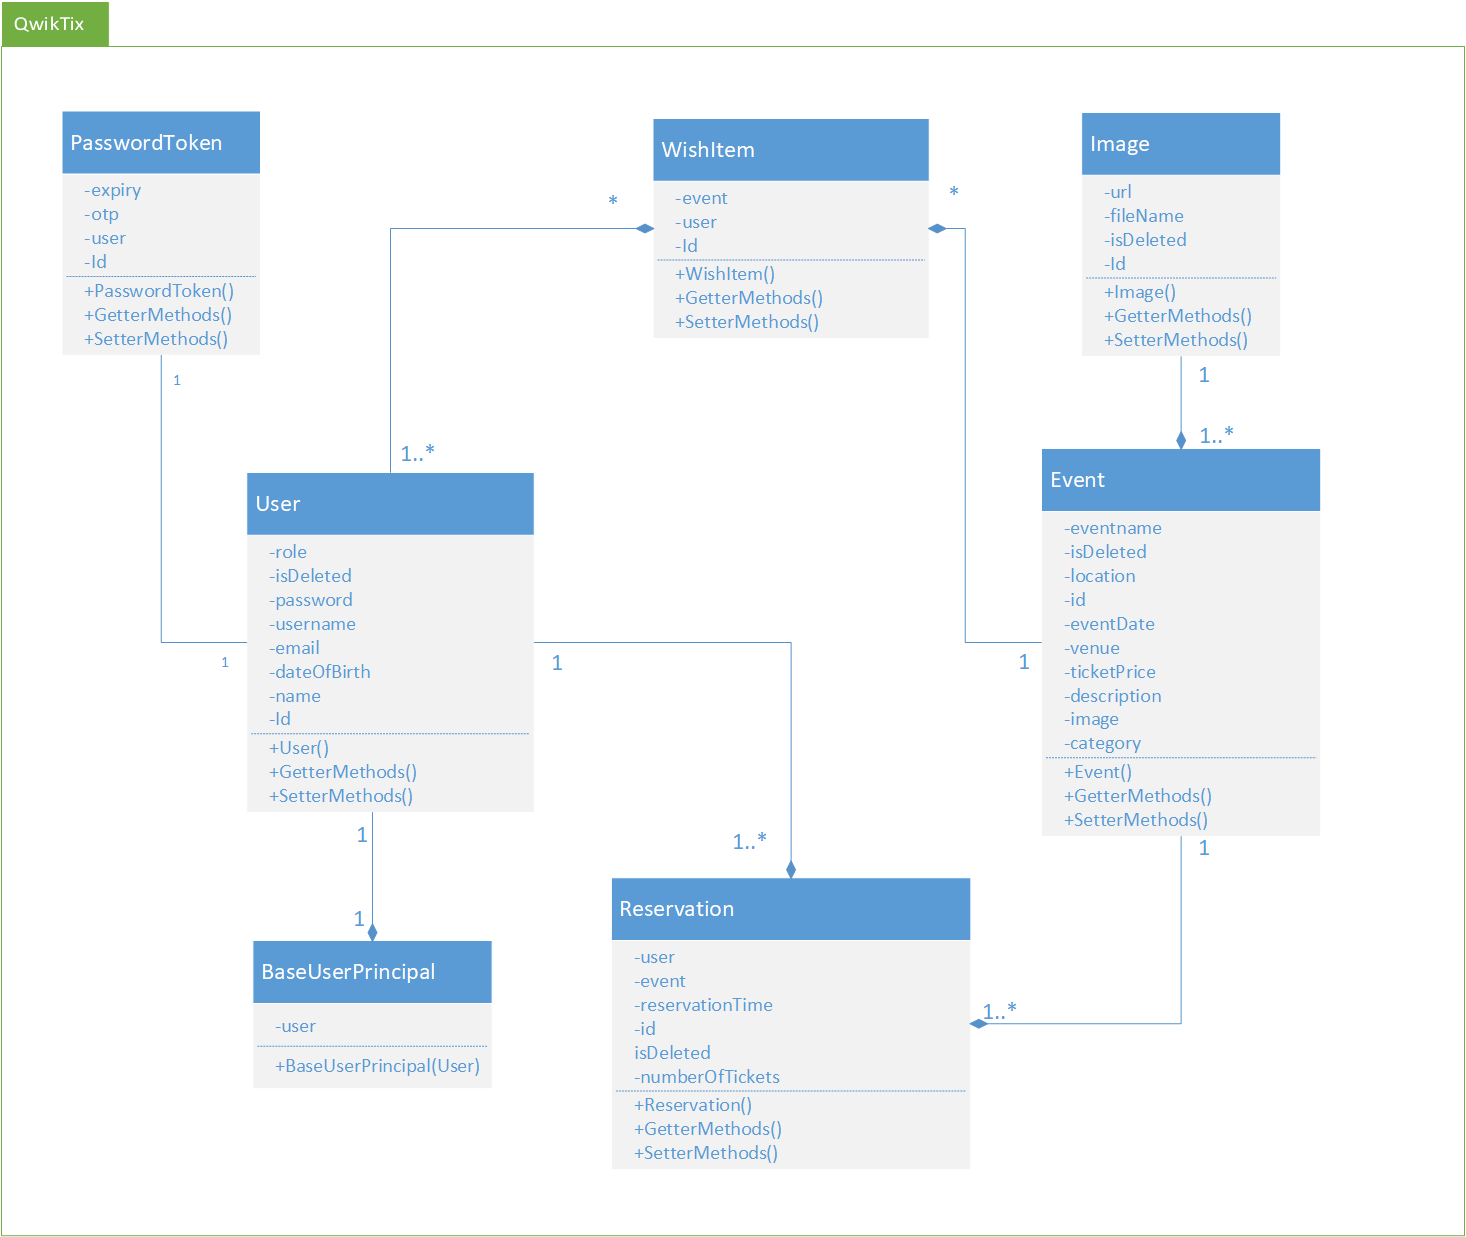 QwikTix
PasswordToken
-expiry
-otp
-user
-Id
+PasswordToken()
+GetterMethods()
+SetterMethods()
1
1
WishItem
-event
-user
-Id
+WishItem()
+GetterMethods()
+SetterMethods()
*
*
1..*
1
Image
-url
-fileName
-isDeleted
-Id
+Image()
+GetterMethods()
+SetterMethods()
1
1..*
User
-role
-isDeleted
-password
-username
-email
-dateOfBirth
-name
-Id
+User()
+GetterMethods()
+SetterMethods()
1
1..*
1
1
Event
-eventname
-isDeleted
-location
-id
-eventDate
-venue
-ticketPrice
-description
-image
-category
+Event()
+GetterMethods()
+SetterMethods()
1
1..*
BaseUserPrincipal
-user
+BaseUserPrincipal(User)
Reservation
-user
-event
-reservationTime
-id
isDeleted
-numberOfTickets
+Reservation()
+GetterMethods()
+SetterMethods()